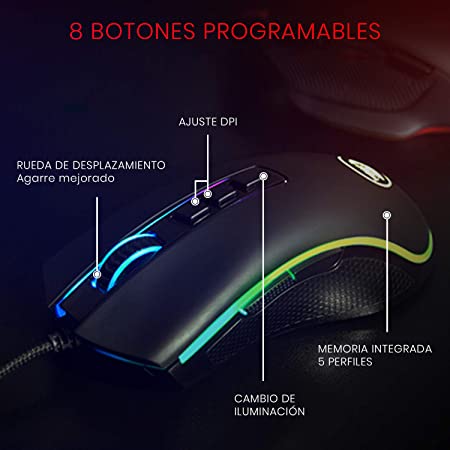 8 BOTONES PROGRAMABLES
AJUSTE DPI
RUEDA DE DESPLAZAMIENTO
Agarre mejorado
MEMORIA INTEGRADA
5 PERFILES
CAMBIO DE
ILUMINACIÓN